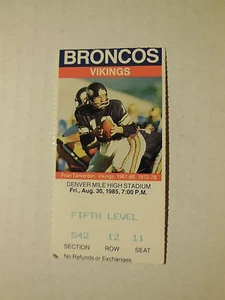 BRONCOS
VIKINGS
Fran Tarkenton, Vikings, 1961-66, 1972-78
DENVER MILE HIGH STADIUM
Fri., Aug. 30, 1985, 7:00 P.M.
FIFTH LEVEL
542 12 11
SECTION ROW SEAT
No Refunds or Exchanges